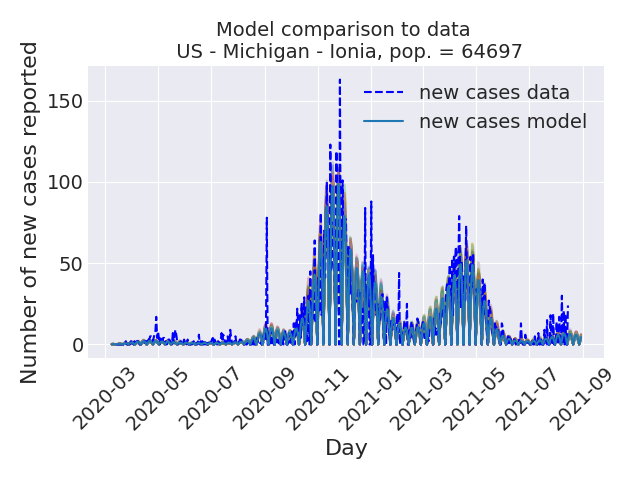 Model comparison to data
US - Michigan - Ionia, pop. = 64697
Number of new cases reported
150
100
50
0
new cases data
new cases model
2020-03
2020-05
2020-07
2020-09
2020-11
2021-01
2021-03
2021-05
2021-07
2021-09
Day